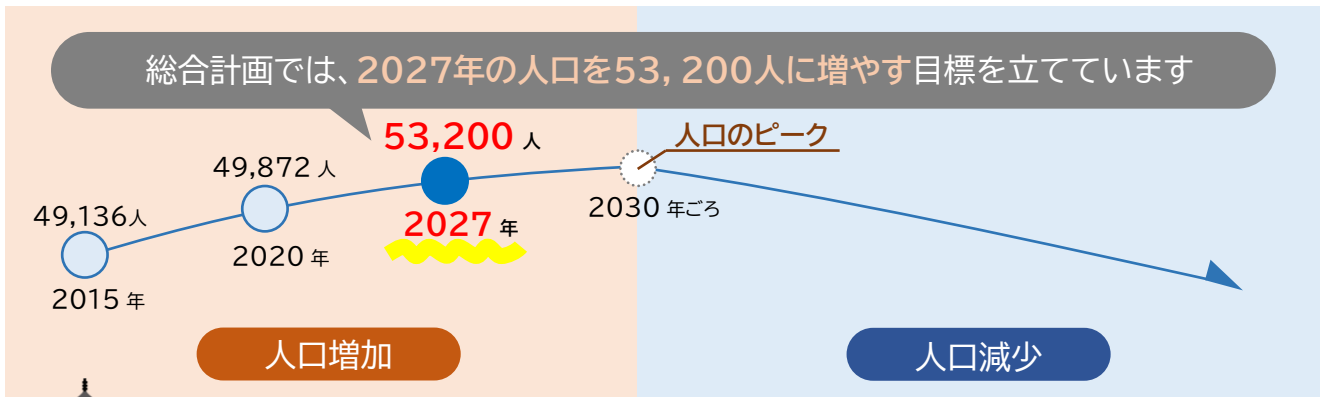 総合計画では、2027年の人口を53,200人に増やす目標を立てています
53,200 人
人口のピーク
49,872 人
49,136人
2027 年
2030 年ごろ
2020 年
2015 年
人口増加
人口減少